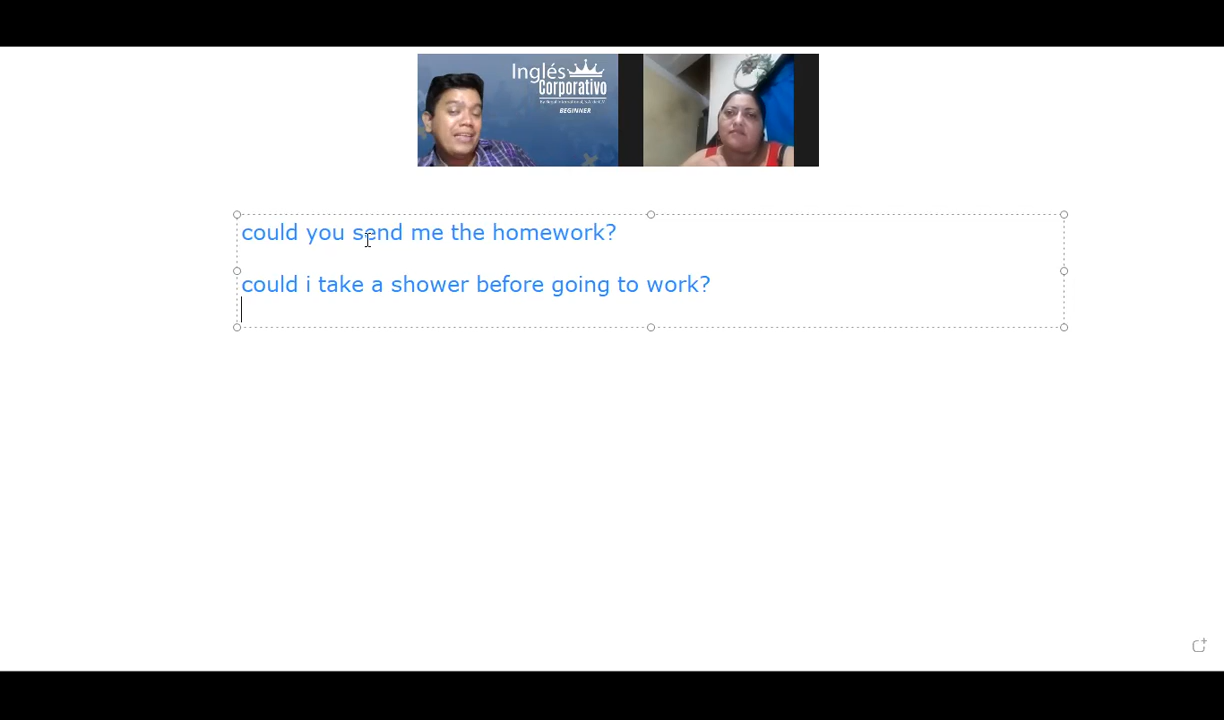 Inglés
Corporativo
BEGINNER
could you send me the homework?
could i take a shower before going to work?